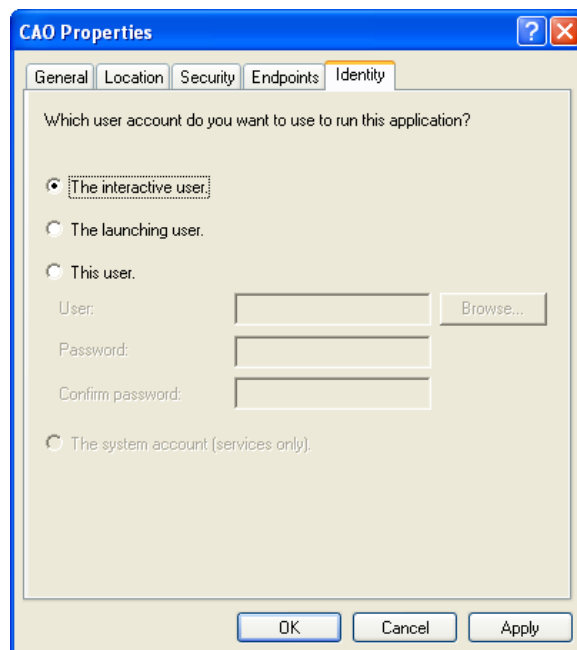 CAO Properties
General Location Security Endpoints Identity
Which user account do you want to use to run this application?
The interactive user.
The launching user.
This user.
User: Browse...
Password:
Confirm password:
The system account (services only).
OK Cancel Apply